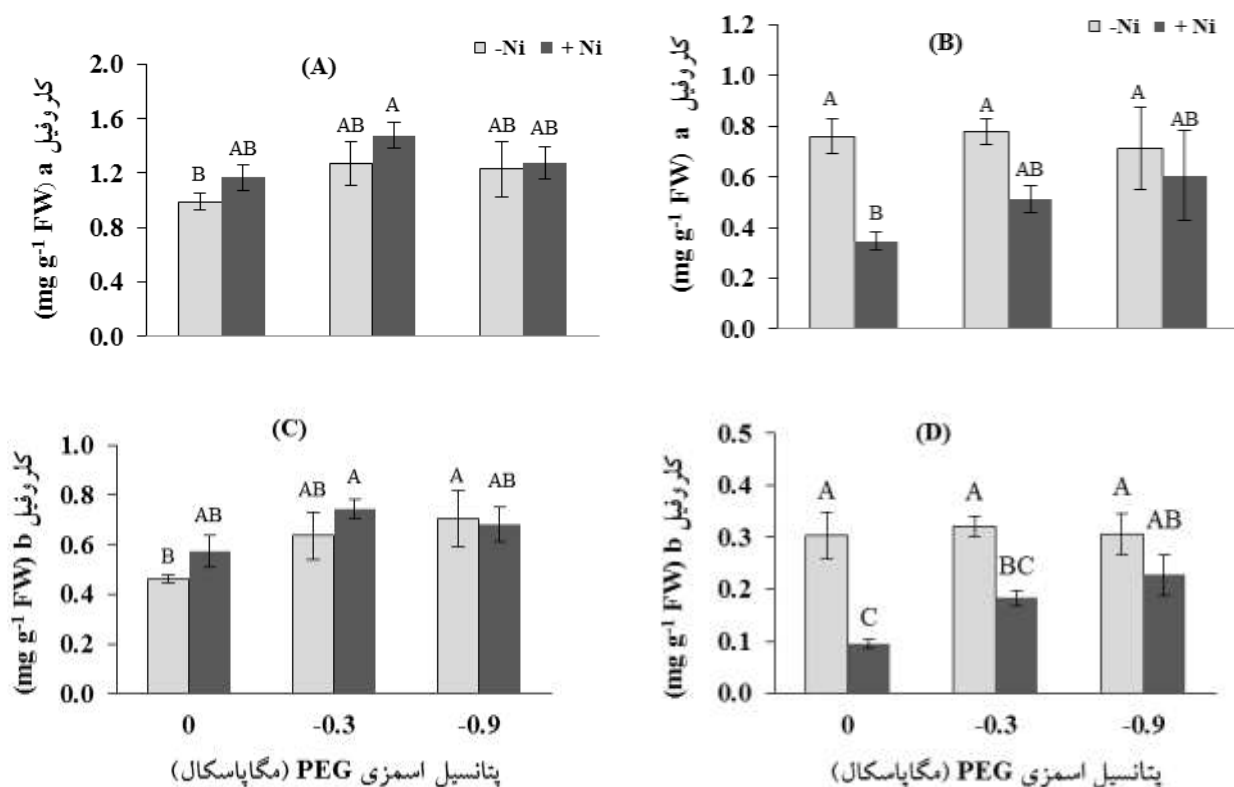 -Ni + Ni
(A)
کلروفیل a (mg g-1 FW)
2.0
1.6
1.2
0.8
0.4
0.0
B
AB
AB
A
AB
AB
-Ni + Ni
(B)
کلروفیل a (mg g-1 FW)
1.2
1.0
0.8
0.6
0.4
0.2
0.0
A
B
A
AB
A
AB
(C)
کلروفیل b (mg g-1 FW)
1.0
0.8
0.6
0.4
0.2
0.0
B
AB
AB
A
A
AB
0 -0.3 -0.9
پتانسیل اسمزی PEG (مگاپاسکال)
(D)
کلروفیل b (mg g-1 FW)
0.5
0.4
0.3
0.2
0.1
0.0
A
C
A
BC
A
AB
0 -0.3 -0.9
پتانسیل اسمزی PEG (مگاپاسکال)